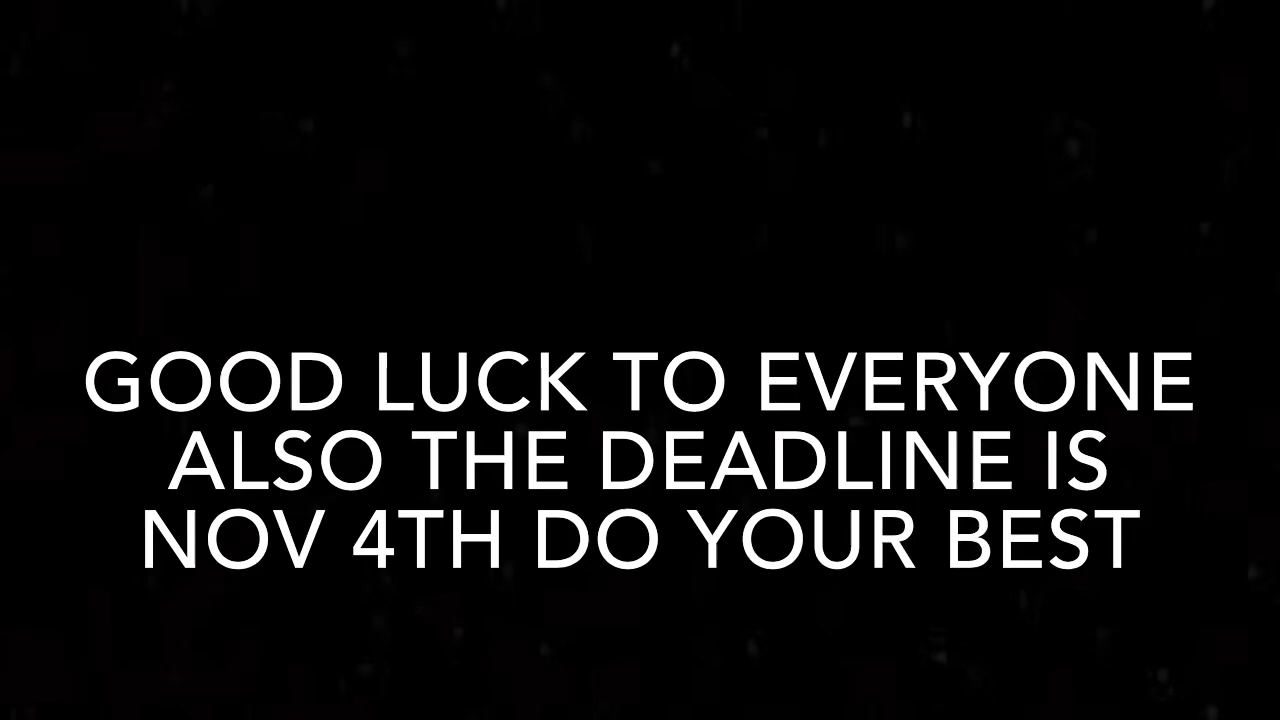 GOOD LUCK TO EVERYONE
ALSO THE DEADLINE IS
NOV 4TH DO YOUR BEST